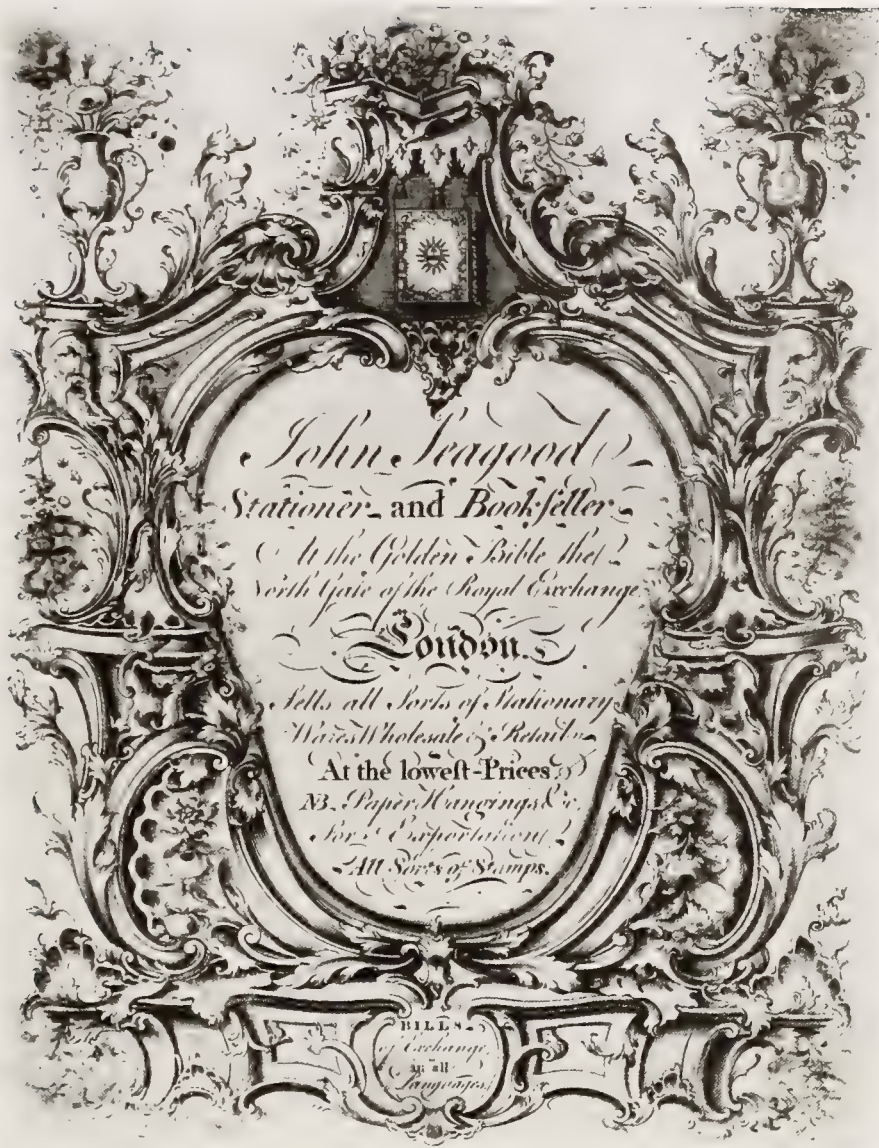 John Seagood
Stationer and Bookſeller
At the Golden Bible the
North Gate of the Royal Exchange
London.
Sells all Sorts of Stationary
Wares Wholesale & Retail
At the loweſt Prices
NB. Paper Hangings &c.
For Exportation
All Sorts of Stamps.
BILLS
of Exchange
in all
Languages